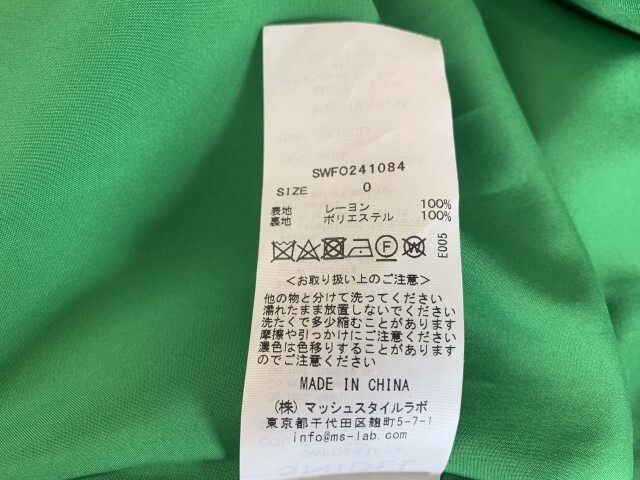 SWFO241084
SIZE 0
表地 レーヨン 100%
裏地 ポリエステル 100%
E005
<お取り扱い上のご注意>
他の物と分けて洗ってください
濡れたまま放置しないでください
洗たくで多少縮むことがあります
摩擦や引っかけにご注意ください
濃色は色移りすることがあります
のでご注意ください
MADE IN CHINA
(株) マッシュスタイルラボ
東京都千代田区麹町5-7-1
info@ms-lab.com